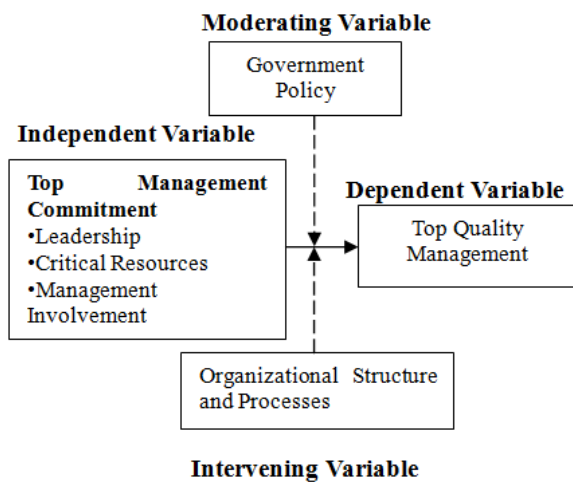 Moderating Variable
Government
Policy
Independent Variable
Top Management
Commitment
•Leadership
•Critical Resources
•Management
Involvement
Dependent Variable
Top Quality
Management
Organizational Structure
and Processes
Intervening Variable